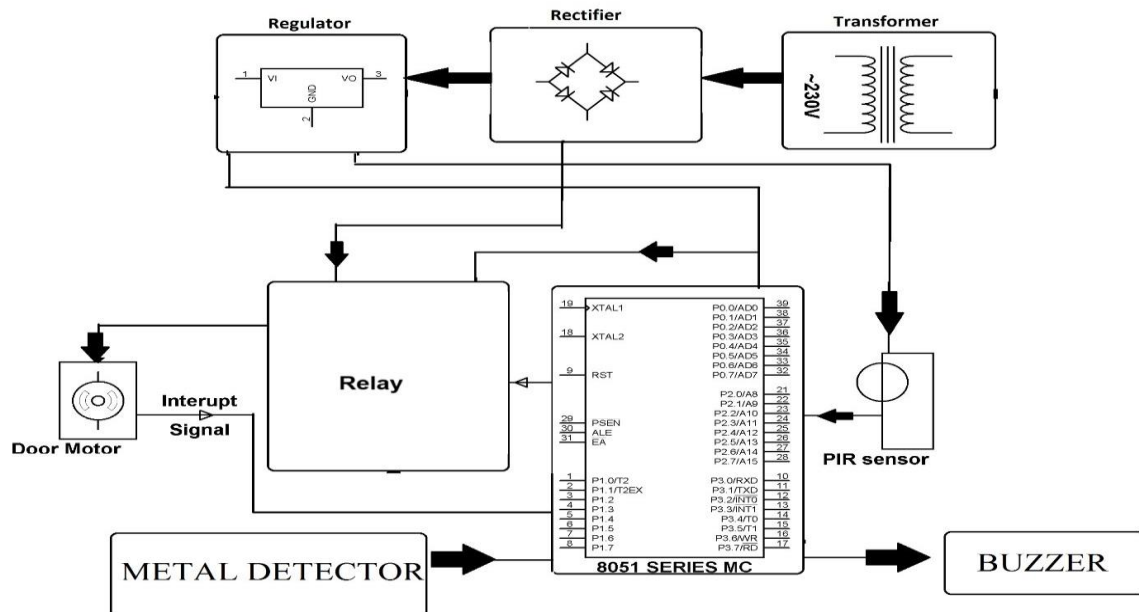 Regulator
Rectifier
Transformer
1 VI VO 3
GND
2
~230V
Relay
Interupt
Signal
Door Motor
PIR sensor
19 XTAL1 P0.0/AD0 39
P0.1/AD1 38
P0.2/AD2 37
18 XTAL2 P0.3/AD3 36
P0.4/AD4 35
P0.5/AD5 34
P0.6/AD6 33
9 RST P0.7/AD7 32
P2.0/A8 21
P2.1/A9 22
P2.2/A10 23
29 PSEN P2.3/A11 24
30 ALE P2.4/A12 25
31 EA P2.5/A13 26
P2.6/A14 27
P2.7/A15 28
1 P1.0/T2 P3.0/RXD 10
2 P1.1/T2EX P3.1/TXD 11
3 P1.2 P3.2/INT0 12
4 P1.3 P3.3/INT1 13
5 P1.4 P3.4/T0 14
6 P1.5 P3.5/T1 15
7 P1.6 P3.6/WR 16
8 P1.7 P3.7/RD 17
8051 SERIES MC
METAL DETECTOR
BUZZER